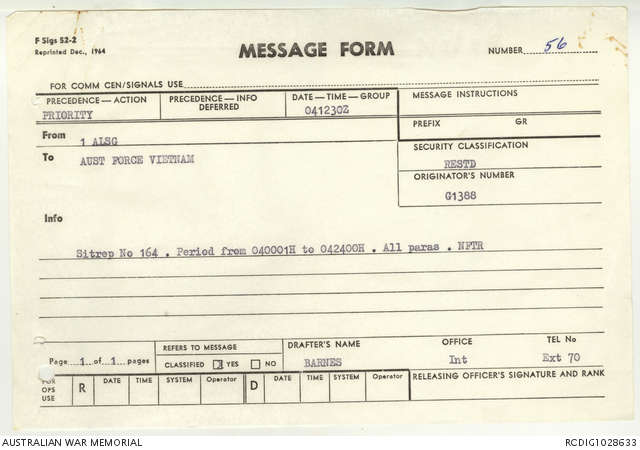 F Sigs 52-2
Reprinted Dec., 1964
MESSAGE FORM
NUMBER 56
FOR COMM CEN/SIGNALS USE
PRECEDENCE—ACTION
PRIORITY
PRECEDENCE—INFO
DEFERRED
DATE—TIME—GROUP
041230Z
MESSAGE INSTRUCTIONS
PREFIX GR
From 1 ALSG
To AUST FORCE VIETNAM
SECURITY CLASSIFICATION
RESTD
ORIGINATOR'S NUMBER
G1388
Info
Sitrep No 164 . Period from 040001H to 042400H . All paras . NFTR
Page 1 of 1 pages
REFERS TO MESSAGE
CLASSIFIED YES NO
DRAFTER'S NAME
BARNES
OFFICE
Int
TEL No
Ext 70
FOR OPS USE
R DATE TIME SYSTEM Operator D DATE TIME SYSTEM Operator
RELEASING OFFICER'S SIGNATURE AND RANK
AUSTRALIAN WAR MEMORIAL
RCDIG1028633